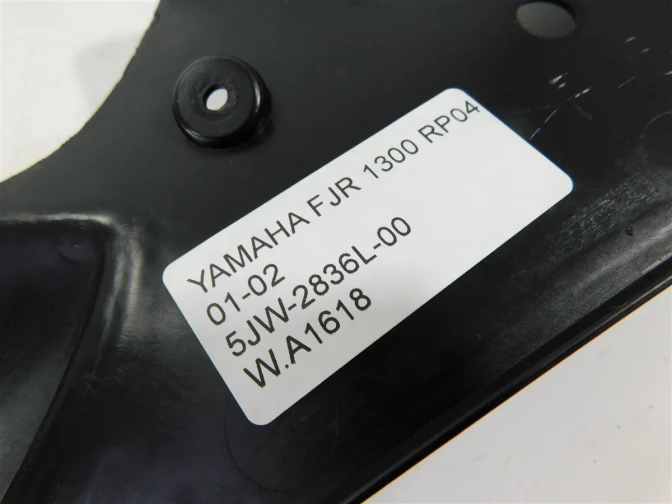 YAMAHA FJR 1300 RP04
01-02
5JW-2836L-00
W.A1618